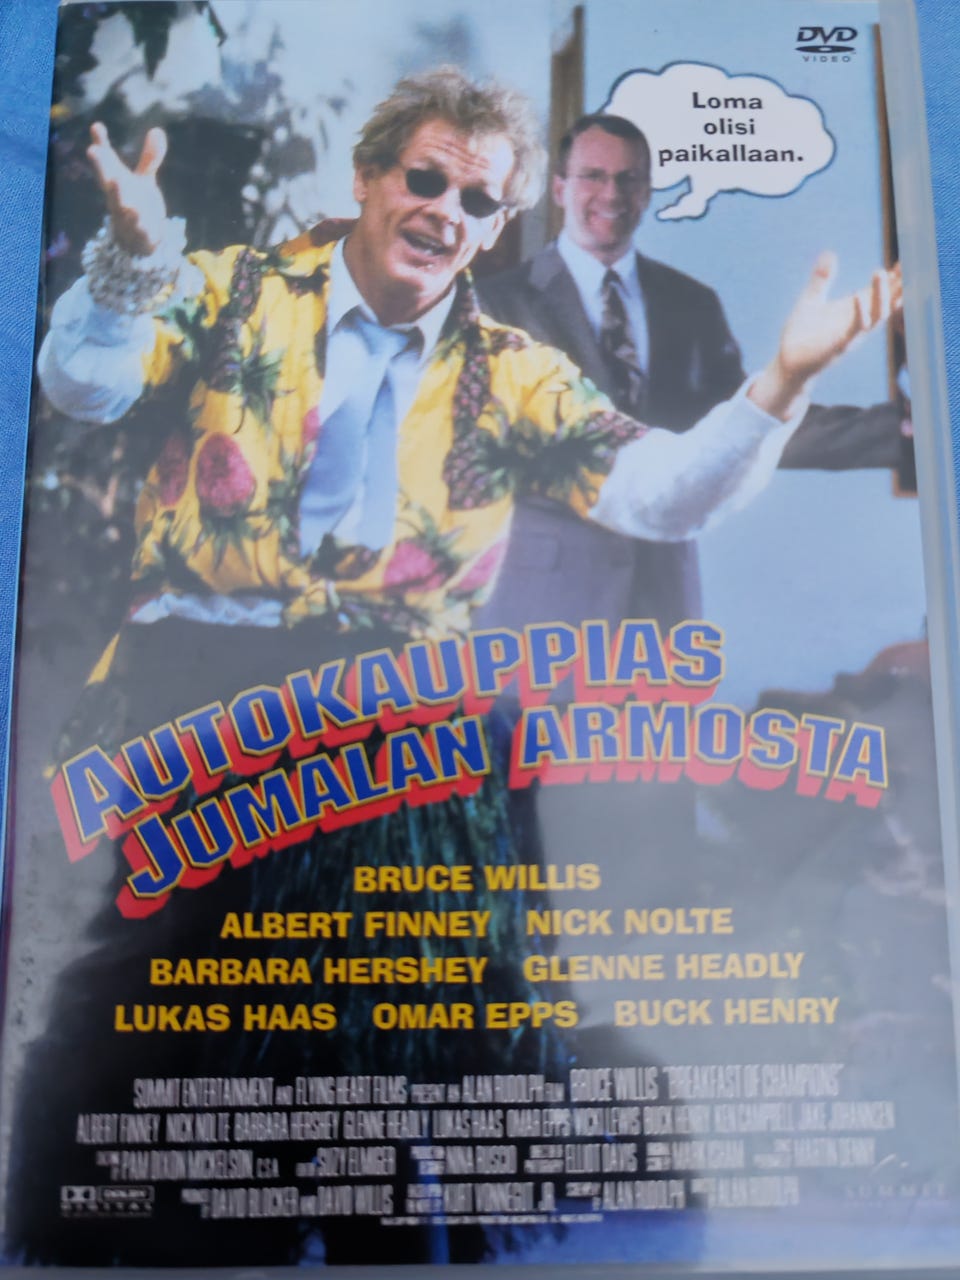 DVD
VIDEO
Loma
olisi
paikallaan.
AUTOKAUPPIAS
JUMALAN ARMOSTA
BRUCE WILLIS
ALBERT FINNEY NICK NOLTE
BARBARA HERSHEY GLENNE HEADLY
LUKAS HAAS OMAR EPPS BUCK HENRY
SUMMIT ENTERTAINMENT AND FLYING HEART FILMS PRESENT AN ALAN RUDOLPH FILM BRUCE WILLIS "BREAKFAST OF CHAMPIONS"
ALBERT FINNEY NICK NOLTE BARBARA HERSHEY GLENNE HEADLY LUKAS HAAS OMAR EPPS VICKI LEWIS BUCK HENRY KEN CAMPBELL JAKE JOHANNSEN
PAM DIXON MICKELSON, C.S.A. SUZY ELMIGER NINA RUSCIO ELLIOT DAVIS MARK ISHAM MARTIN DENNY
DOLBY
DIGITAL
DAVID BLOCKER AND DAVID WILLIS KURT VONNEGUT, JR. ALAN RUDOLPH ALAN RUDOLPH
SUMMIT